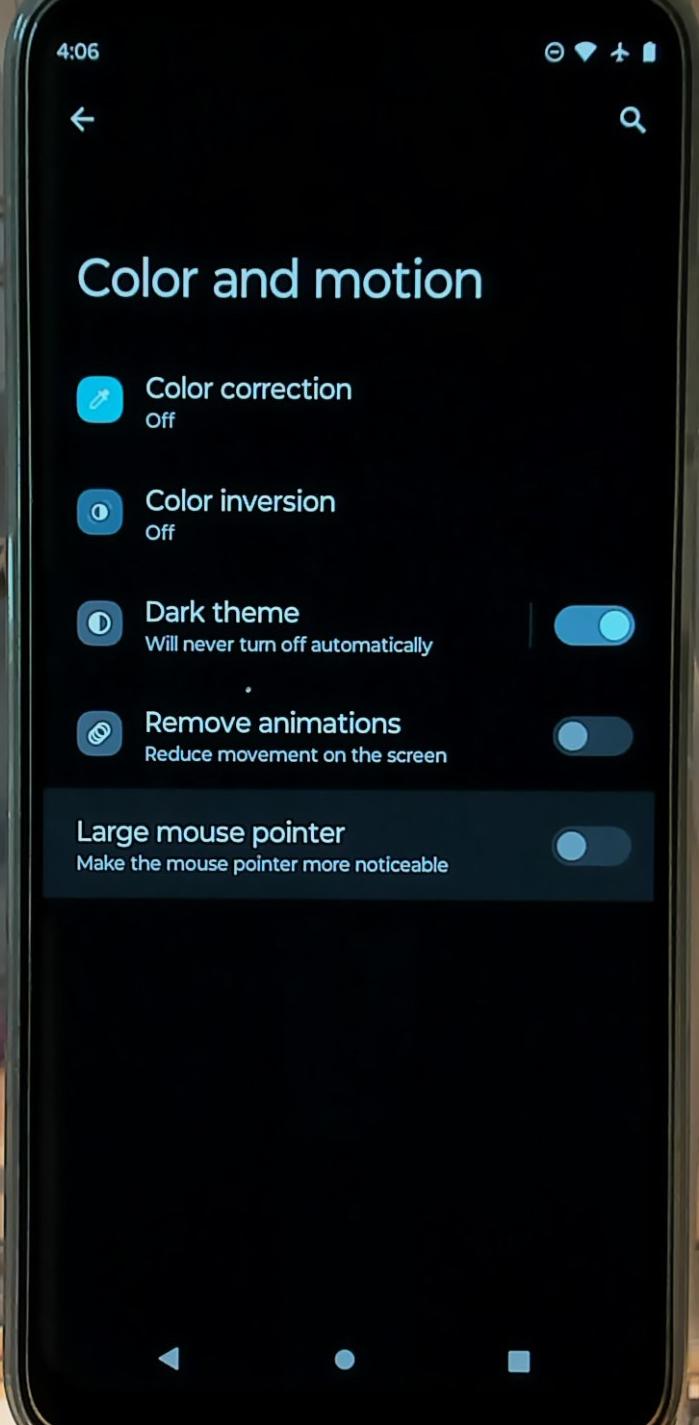 4:06
Color and motion
Color correction
Off
Color inversion
Off
Dark theme
Will never turn off automatically
Remove animations
Reduce movement on the screen
Large mouse pointer
Make the mouse pointer more noticeable